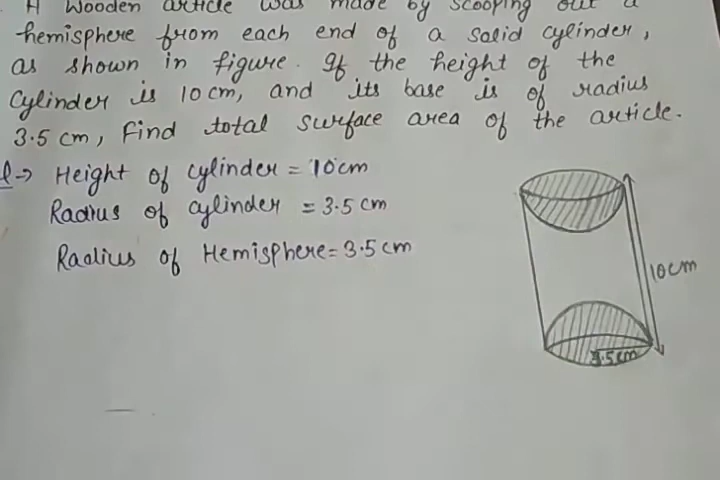 A Wooden article was made by scooping out a
hemisphere from each end of a solid cylinder,
as shown in figure. If the height of the
Cylinder is 10 cm, and its base is of radius
3.5 cm, Find total surface area of the article.
Height of cylinder = 10cm
Radius of cylinder = 3.5 cm
Radius of Hemisphere = 3.5 cm
10cm
3.5cm